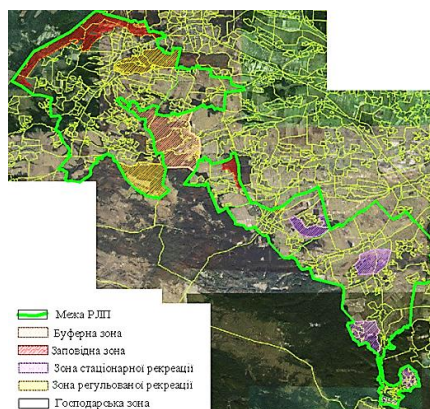 Межа РЛП
Буферна зона
Заповідна зона
Зона стаціонарної рекреації
Зона регульованої рекреації
Господарська зона